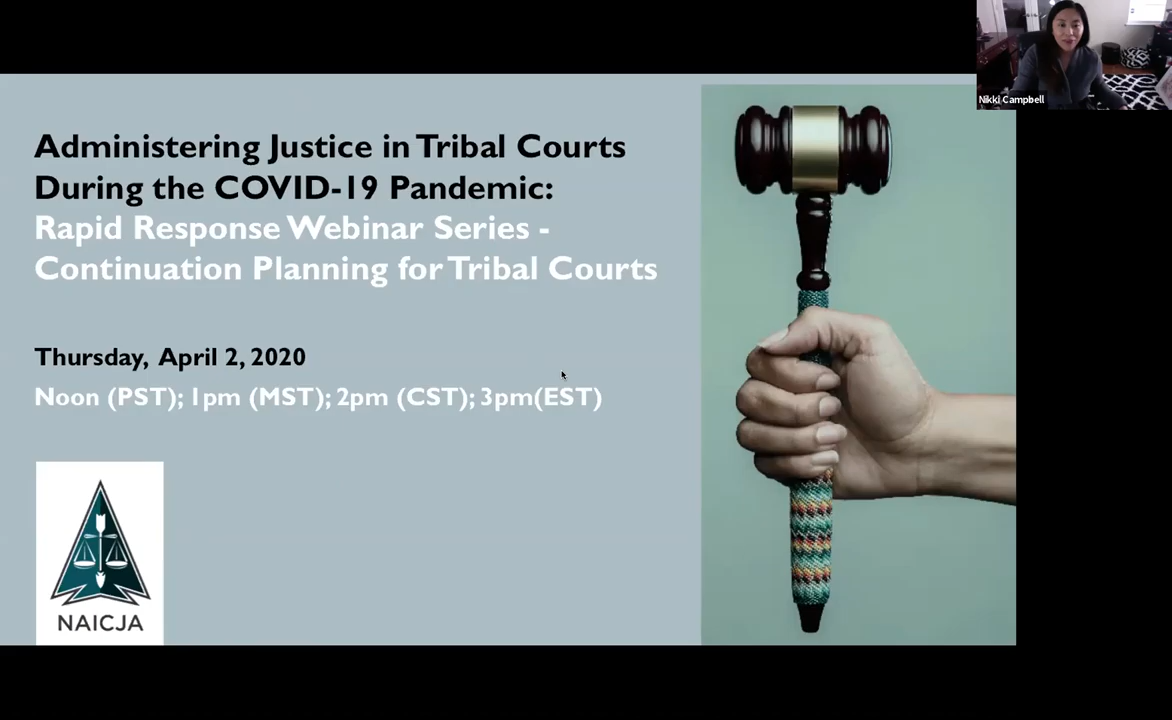 Nikki Campbell
Administering Justice in Tribal Courts
During the COVID-19 Pandemic:
Rapid Response Webinar Series -
Continuation Planning for Tribal Courts
Thursday, April 2, 2020
Noon (PST); 1pm (MST); 2pm (CST); 3pm(EST)
NAICJA